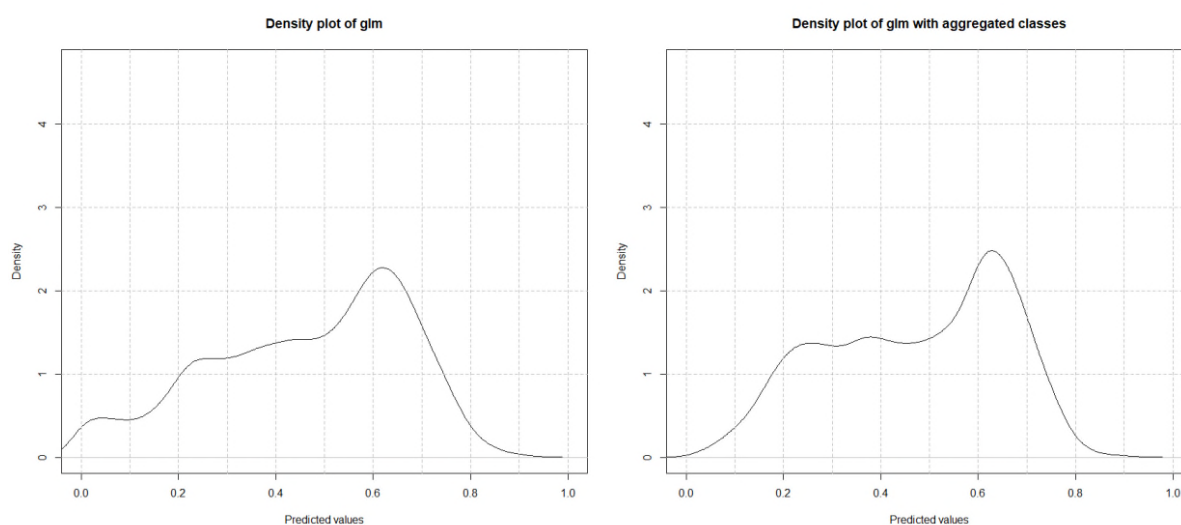 Density plot of glm
Density
4
3
2
1
0
0.0 0.2 0.4 0.6 0.8 1.0
Predicted values
Density plot of glm with aggregated classes
Density
4
3
2
1
0
0.0 0.2 0.4 0.6 0.8 1.0
Predicted values